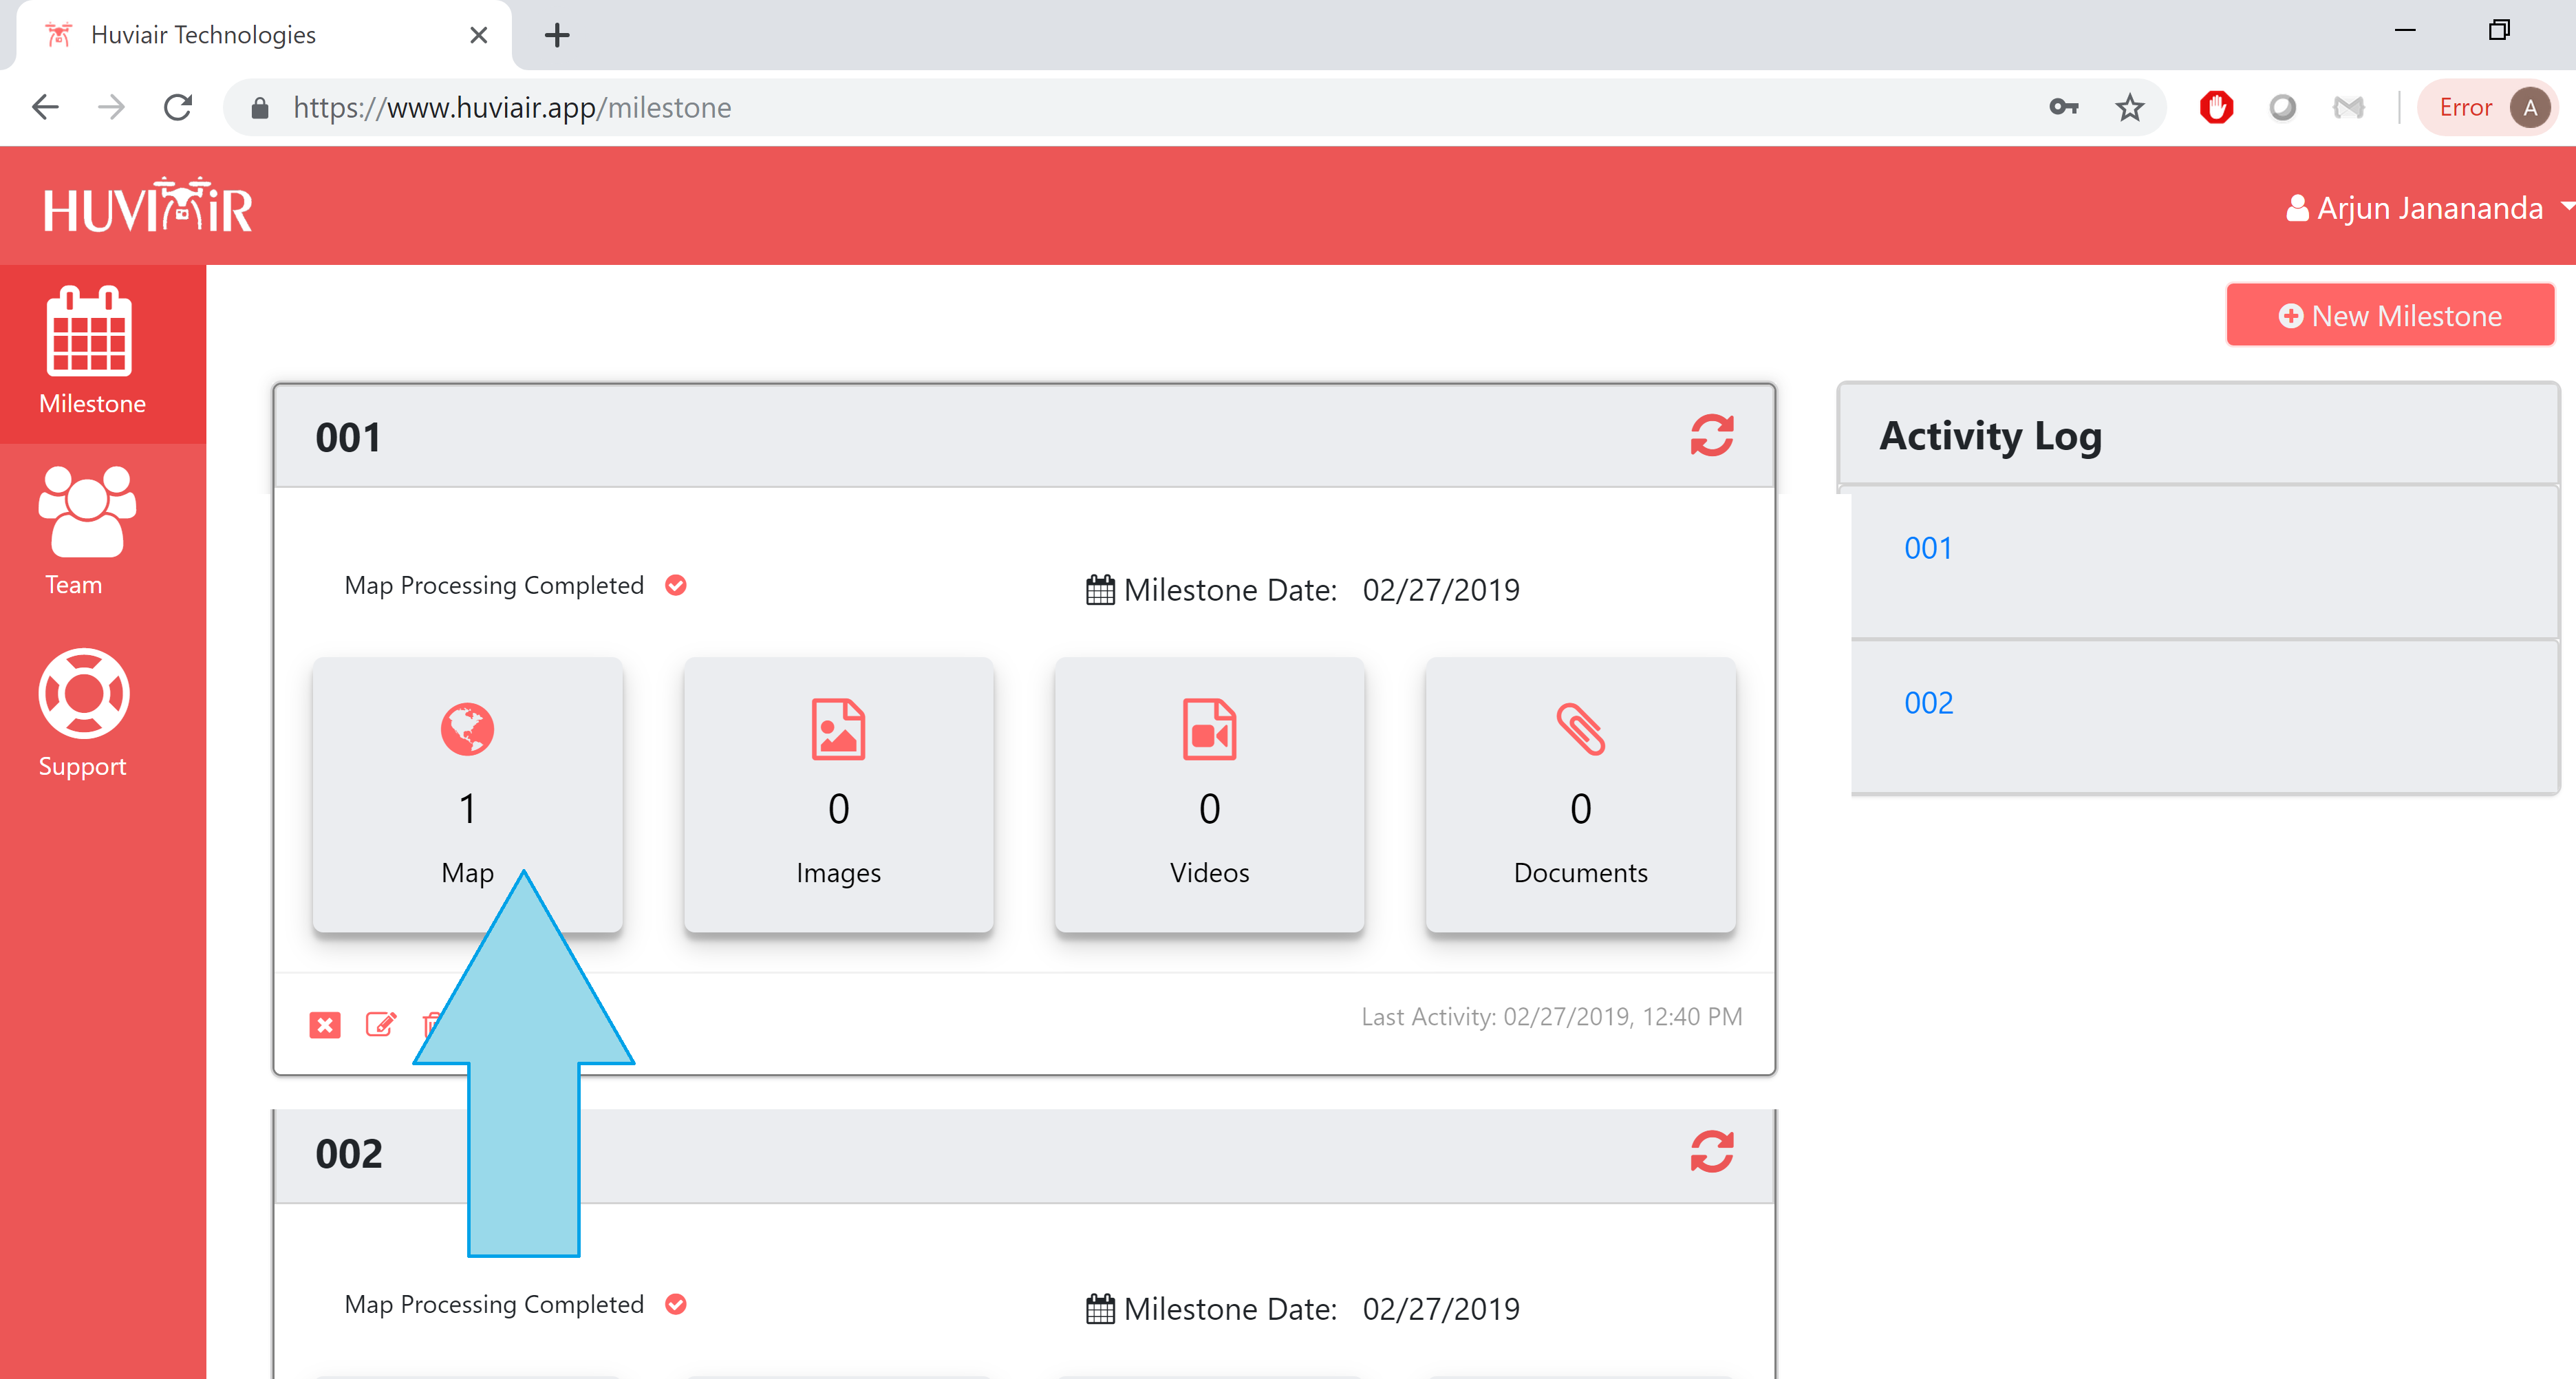 Huviair Technologies
https://www.huviair.app/milestone
Error A
HUVIAiR
Arjun Janananda
Milestone
Team
Support
New Milestone
001
Map Processing Completed
Milestone Date: 02/27/2019
1
Map
0
Images
0
Videos
0
Documents
Last Activity: 02/27/2019, 12:40 PM
Activity Log
001
002
002
Map Processing Completed
Milestone Date: 02/27/2019